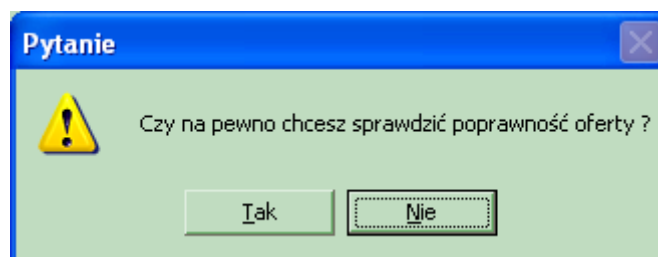 Pytanie
Czy na pewno chcesz sprawdzić poprawność oferty ?
Tak
Nie